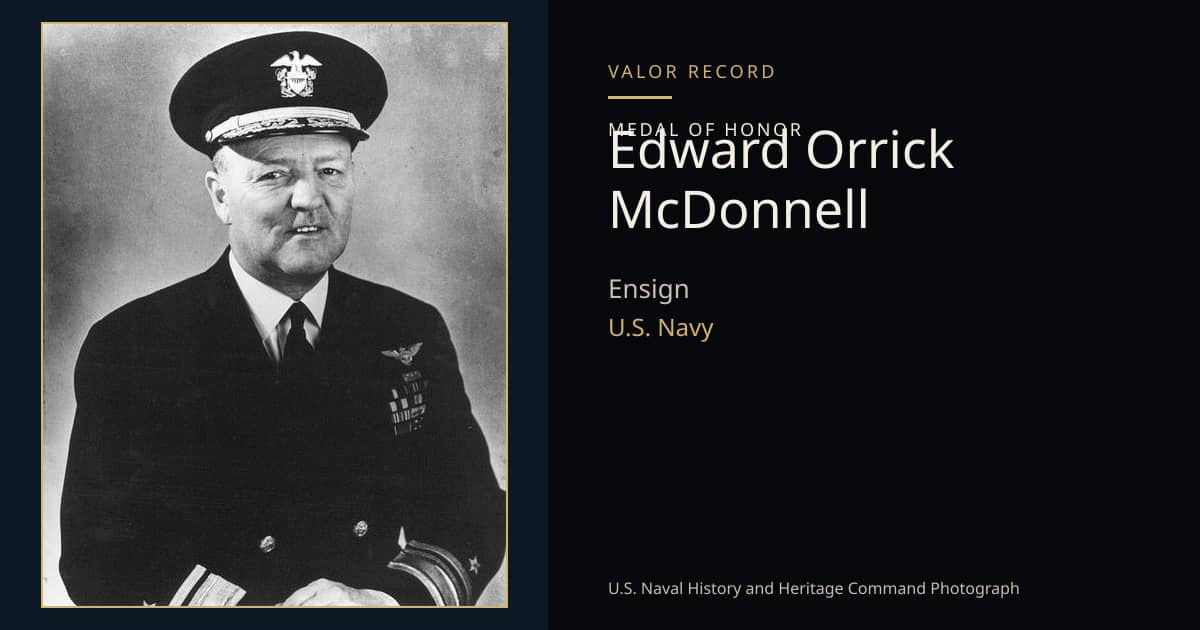 VALOR RECORD
MEDAL OF HONOR
Edward Orrick
McDonnell
Ensign
U.S. Navy
U.S. Naval History and Heritage Command Photograph